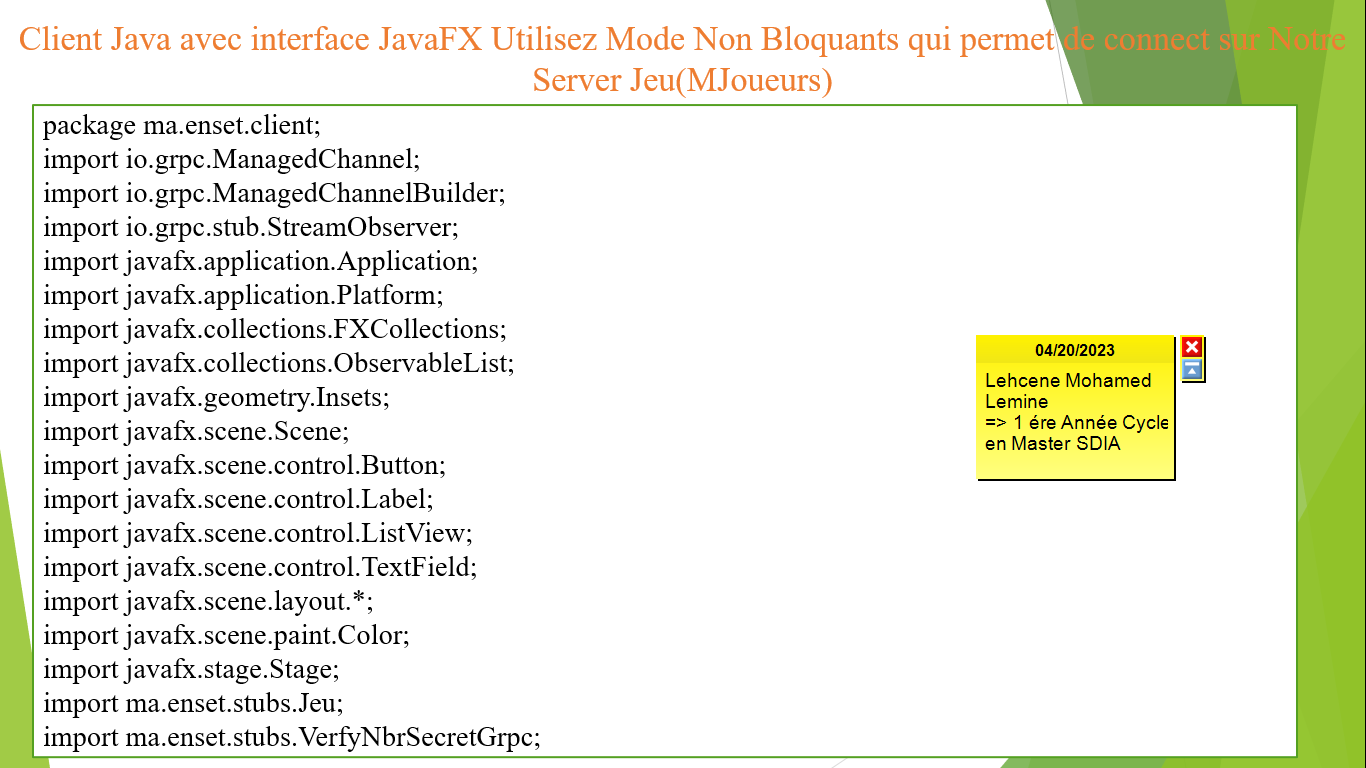 Client Java avec interface JavaFX Utilisez Mode Non Bloquants qui permet de connect sur Notre
Server Jeu(MJoueurs)
package ma.enset.client;
import io.grpc.ManagedChannel;
import io.grpc.ManagedChannelBuilder;
import io.grpc.stub.StreamObserver;
import javafx.application.Application;
import javafx.application.Platform;
import javafx.collections.FXCollections;
import javafx.collections.ObservableList;
import javafx.geometry.Insets;
import javafx.scene.Scene;
import javafx.scene.control.Button;
import javafx.scene.control.Label;
import javafx.scene.control.ListView;
import javafx.scene.control.TextField;
import javafx.scene.layout.*;
import javafx.scene.paint.Color;
import javafx.stage.Stage;
import ma.enset.stubs.Jeu;
import ma.enset.stubs.VerfyNbrSecretGrpc;
04/20/2023
Lehcene Mohamed
Lemine
=> 1 ére Année Cycle
en Master SDIA